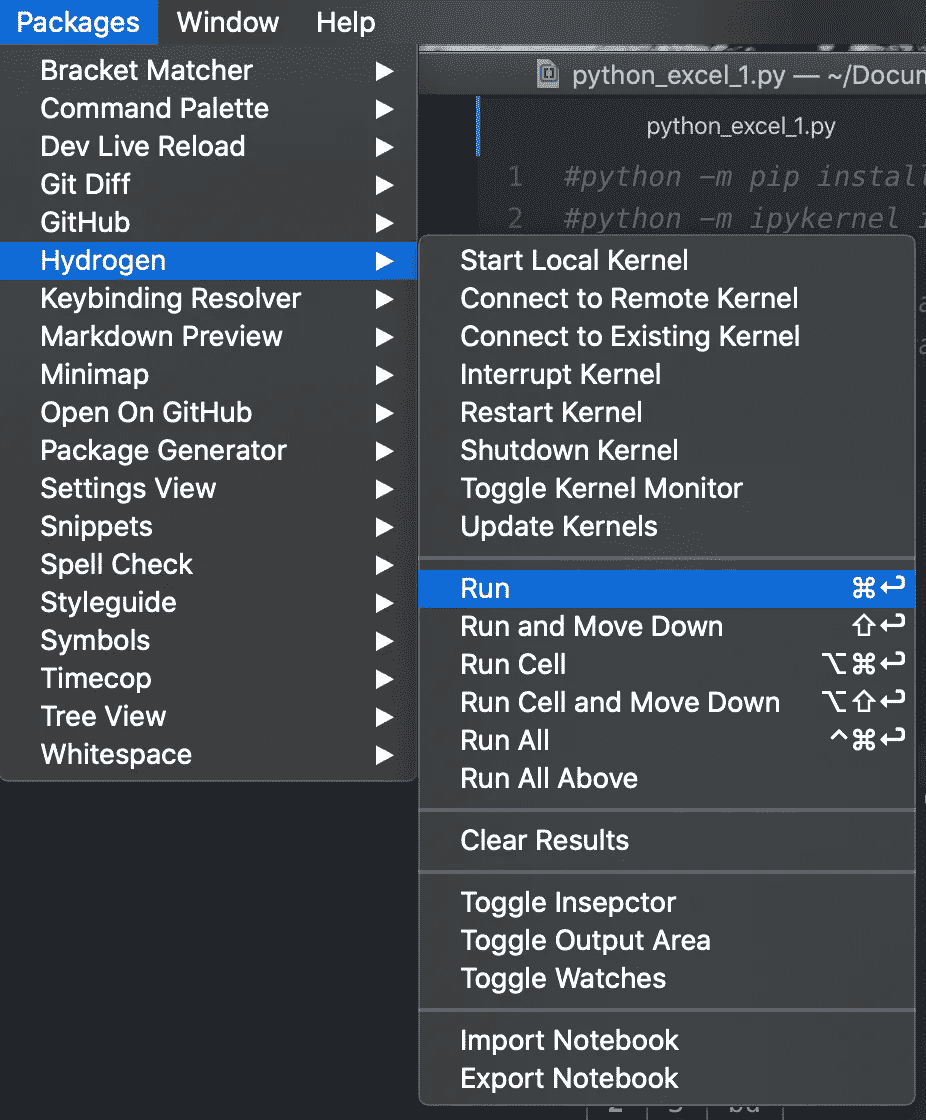 Packages Window Help
Bracket Matcher
Command Palette
Dev Live Reload
Git Diff
GitHub
Hydrogen
Keybinding Resolver
Markdown Preview
Minimap
Open On GitHub
Package Generator
Settings View
Snippets
Spell Check
Styleguide
Symbols
Timecop
Tree View
Whitespace
python_excel_1.py — ~/Docum
python_excel_1.py
1 #python -m pip install
2 #python -m ipykernel i
Start Local Kernel
Connect to Remote Kernel
Connect to Existing Kernel
Interrupt Kernel
Restart Kernel
Shutdown Kernel
Toggle Kernel Monitor
Update Kernels
Run ⌘↩
Run and Move Down ⇧↩
Run Cell ⌥⌘↩
Run Cell and Move Down ⌥⇧↩
Run All ^⌘↩
Run All Above
Clear Results
Toggle Insepctor
Toggle Output Area
Toggle Watches
Import Notebook
Export Notebook